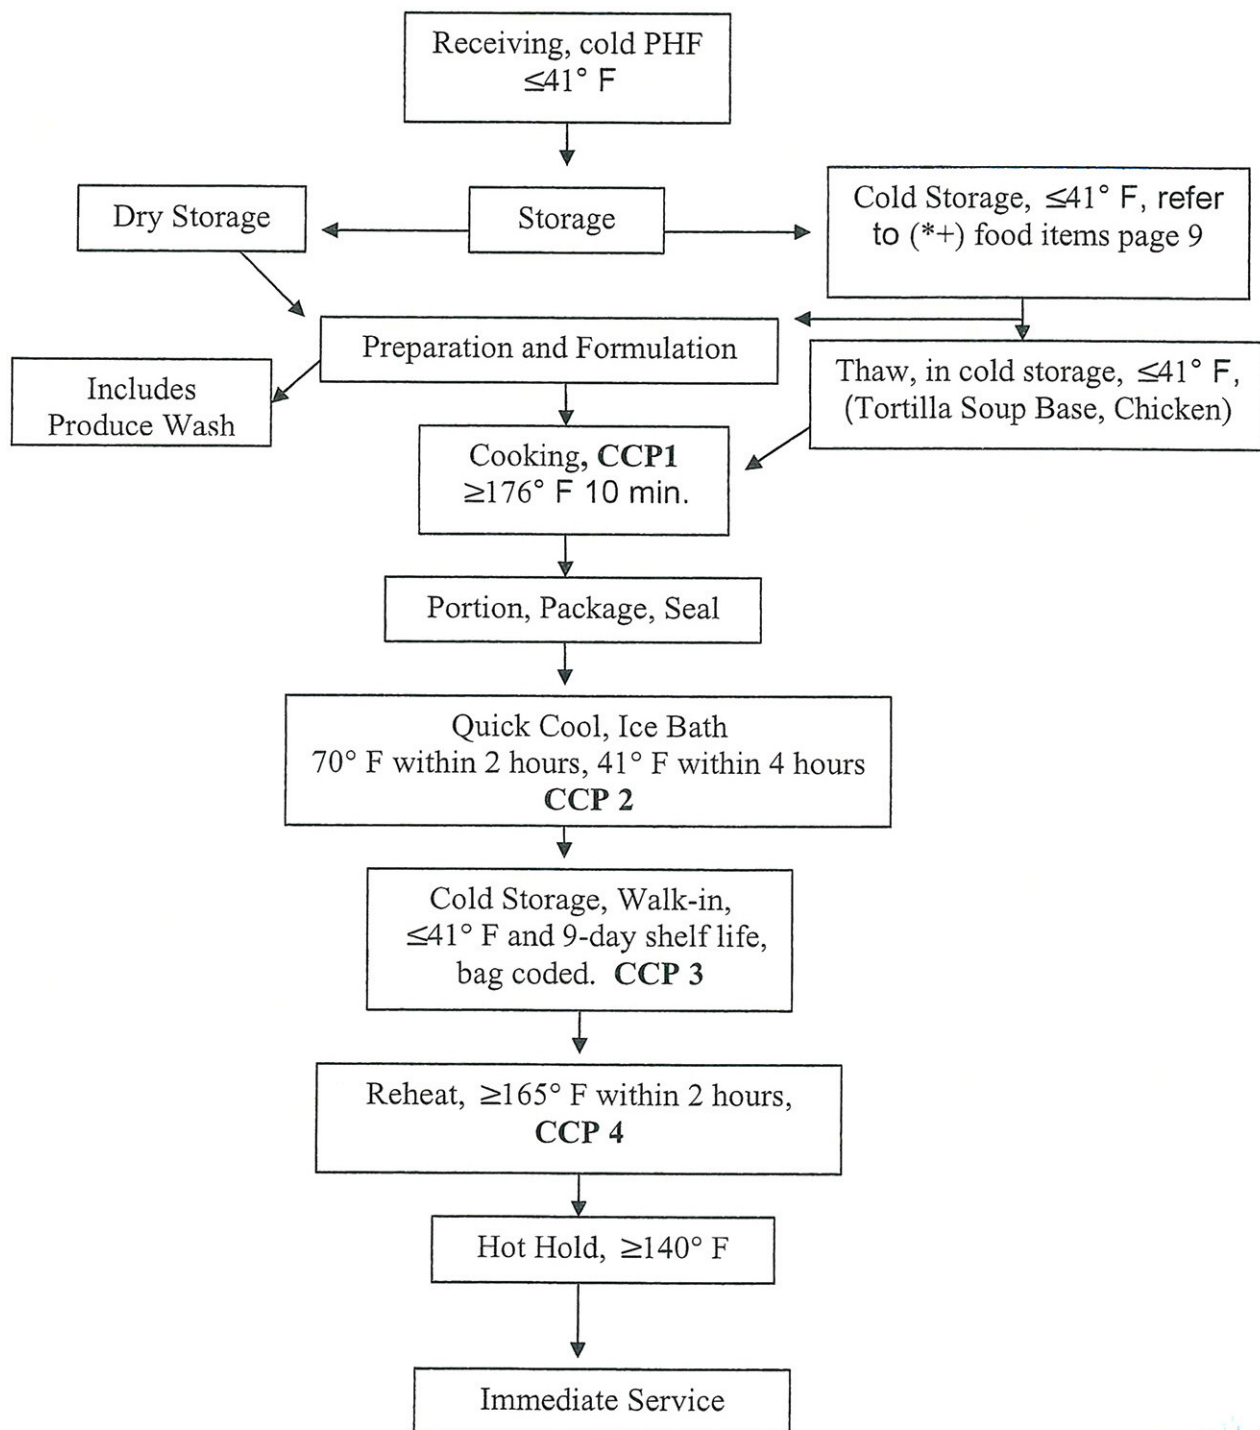 Receiving, cold PHF
≤41° F
Dry Storage
Storage
Cold Storage, ≤41° F, refer
to (*+) food items page 9
Preparation and Formulation
Includes
Produce Wash
Thaw, in cold storage, ≤41° F,
(Tortilla Soup Base, Chicken)
Cooking, CCP1
≥176° F 10 min.
Portion, Package, Seal
Quick Cool, Ice Bath
70° F within 2 hours, 41° F within 4 hours
CCP 2
Cold Storage, Walk-in,
≤41° F and 9-day shelf life,
bag coded. CCP 3
Reheat, ≥165° F within 2 hours,
CCP 4
Hot Hold, ≥140° F
Immediate Service